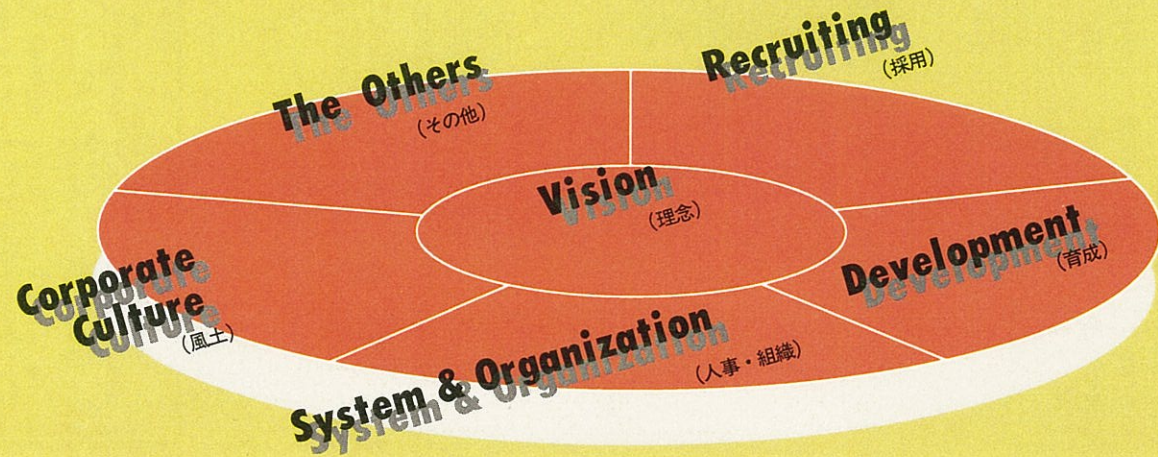 The Others
(その他)
Recruiting
(採用)
Vision
(理念)
Development
(育成)
Corporate
Culture
(風土)
System & Organization
(人事・組織)